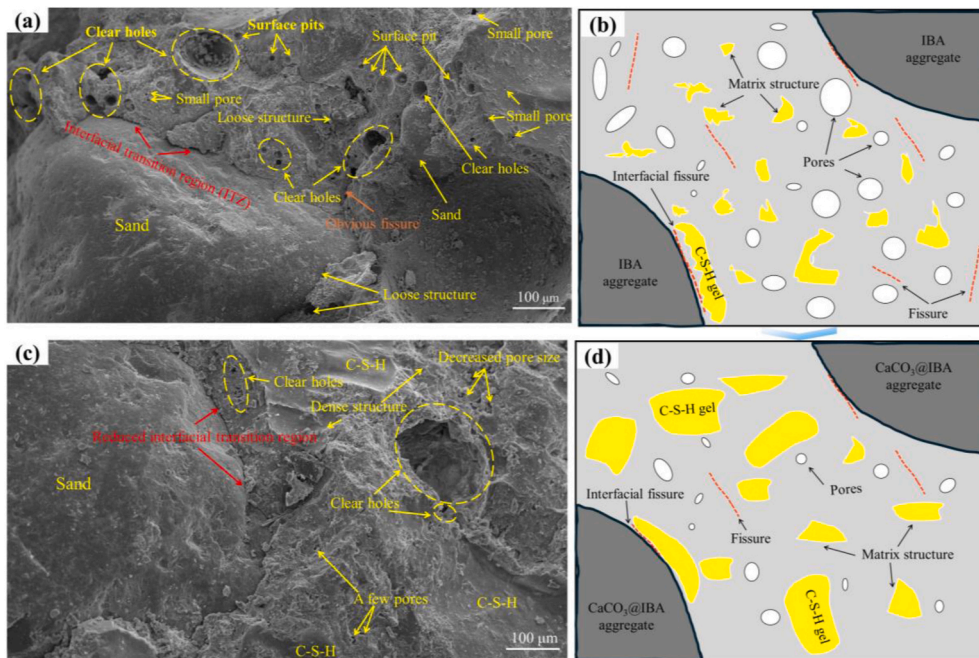 (a)
Clear holes
Surface pits
Surface pit
Small pore
Small pore
Loose structure
Small pore
Interfacial transition region (ITZ)
Clear holes
Clear holes
Sand
Sand
Obvious fissure
Loose structure
100 μm
(b)
IBA
aggregate
Matrix structure
Pores
Interfacial fissure
C-S-H gel
IBA
aggregate
Fissure
(c)
C-S-H
Decreased pore size
Clear holes
Dense structure
Reduced interfacial transition region
Sand
Clear holes
A few pores
C-S-H
C-S-H
100 μm
(d)
CaCO₃@IBA
aggregate
C-S-H gel
Pores
Interfacial fissure
Fissure
Matrix structure
CaCO₃@IBA
aggregate
C-S-H gel